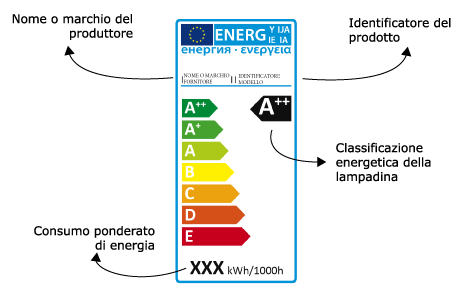 Nome o marchio del
produttore
Identificatore del
prodotto
ENERG Y IJA
IE IA
енергия · ενεργεια
NOME O MARCHIO
FORNITORE
IDENTIFICATORE
MODELLO
A++
A++
A+
A
B
C
D
E
Classificazione
energetica della
lampadina
Consumo ponderato
di energia
XXX kWh/1000h